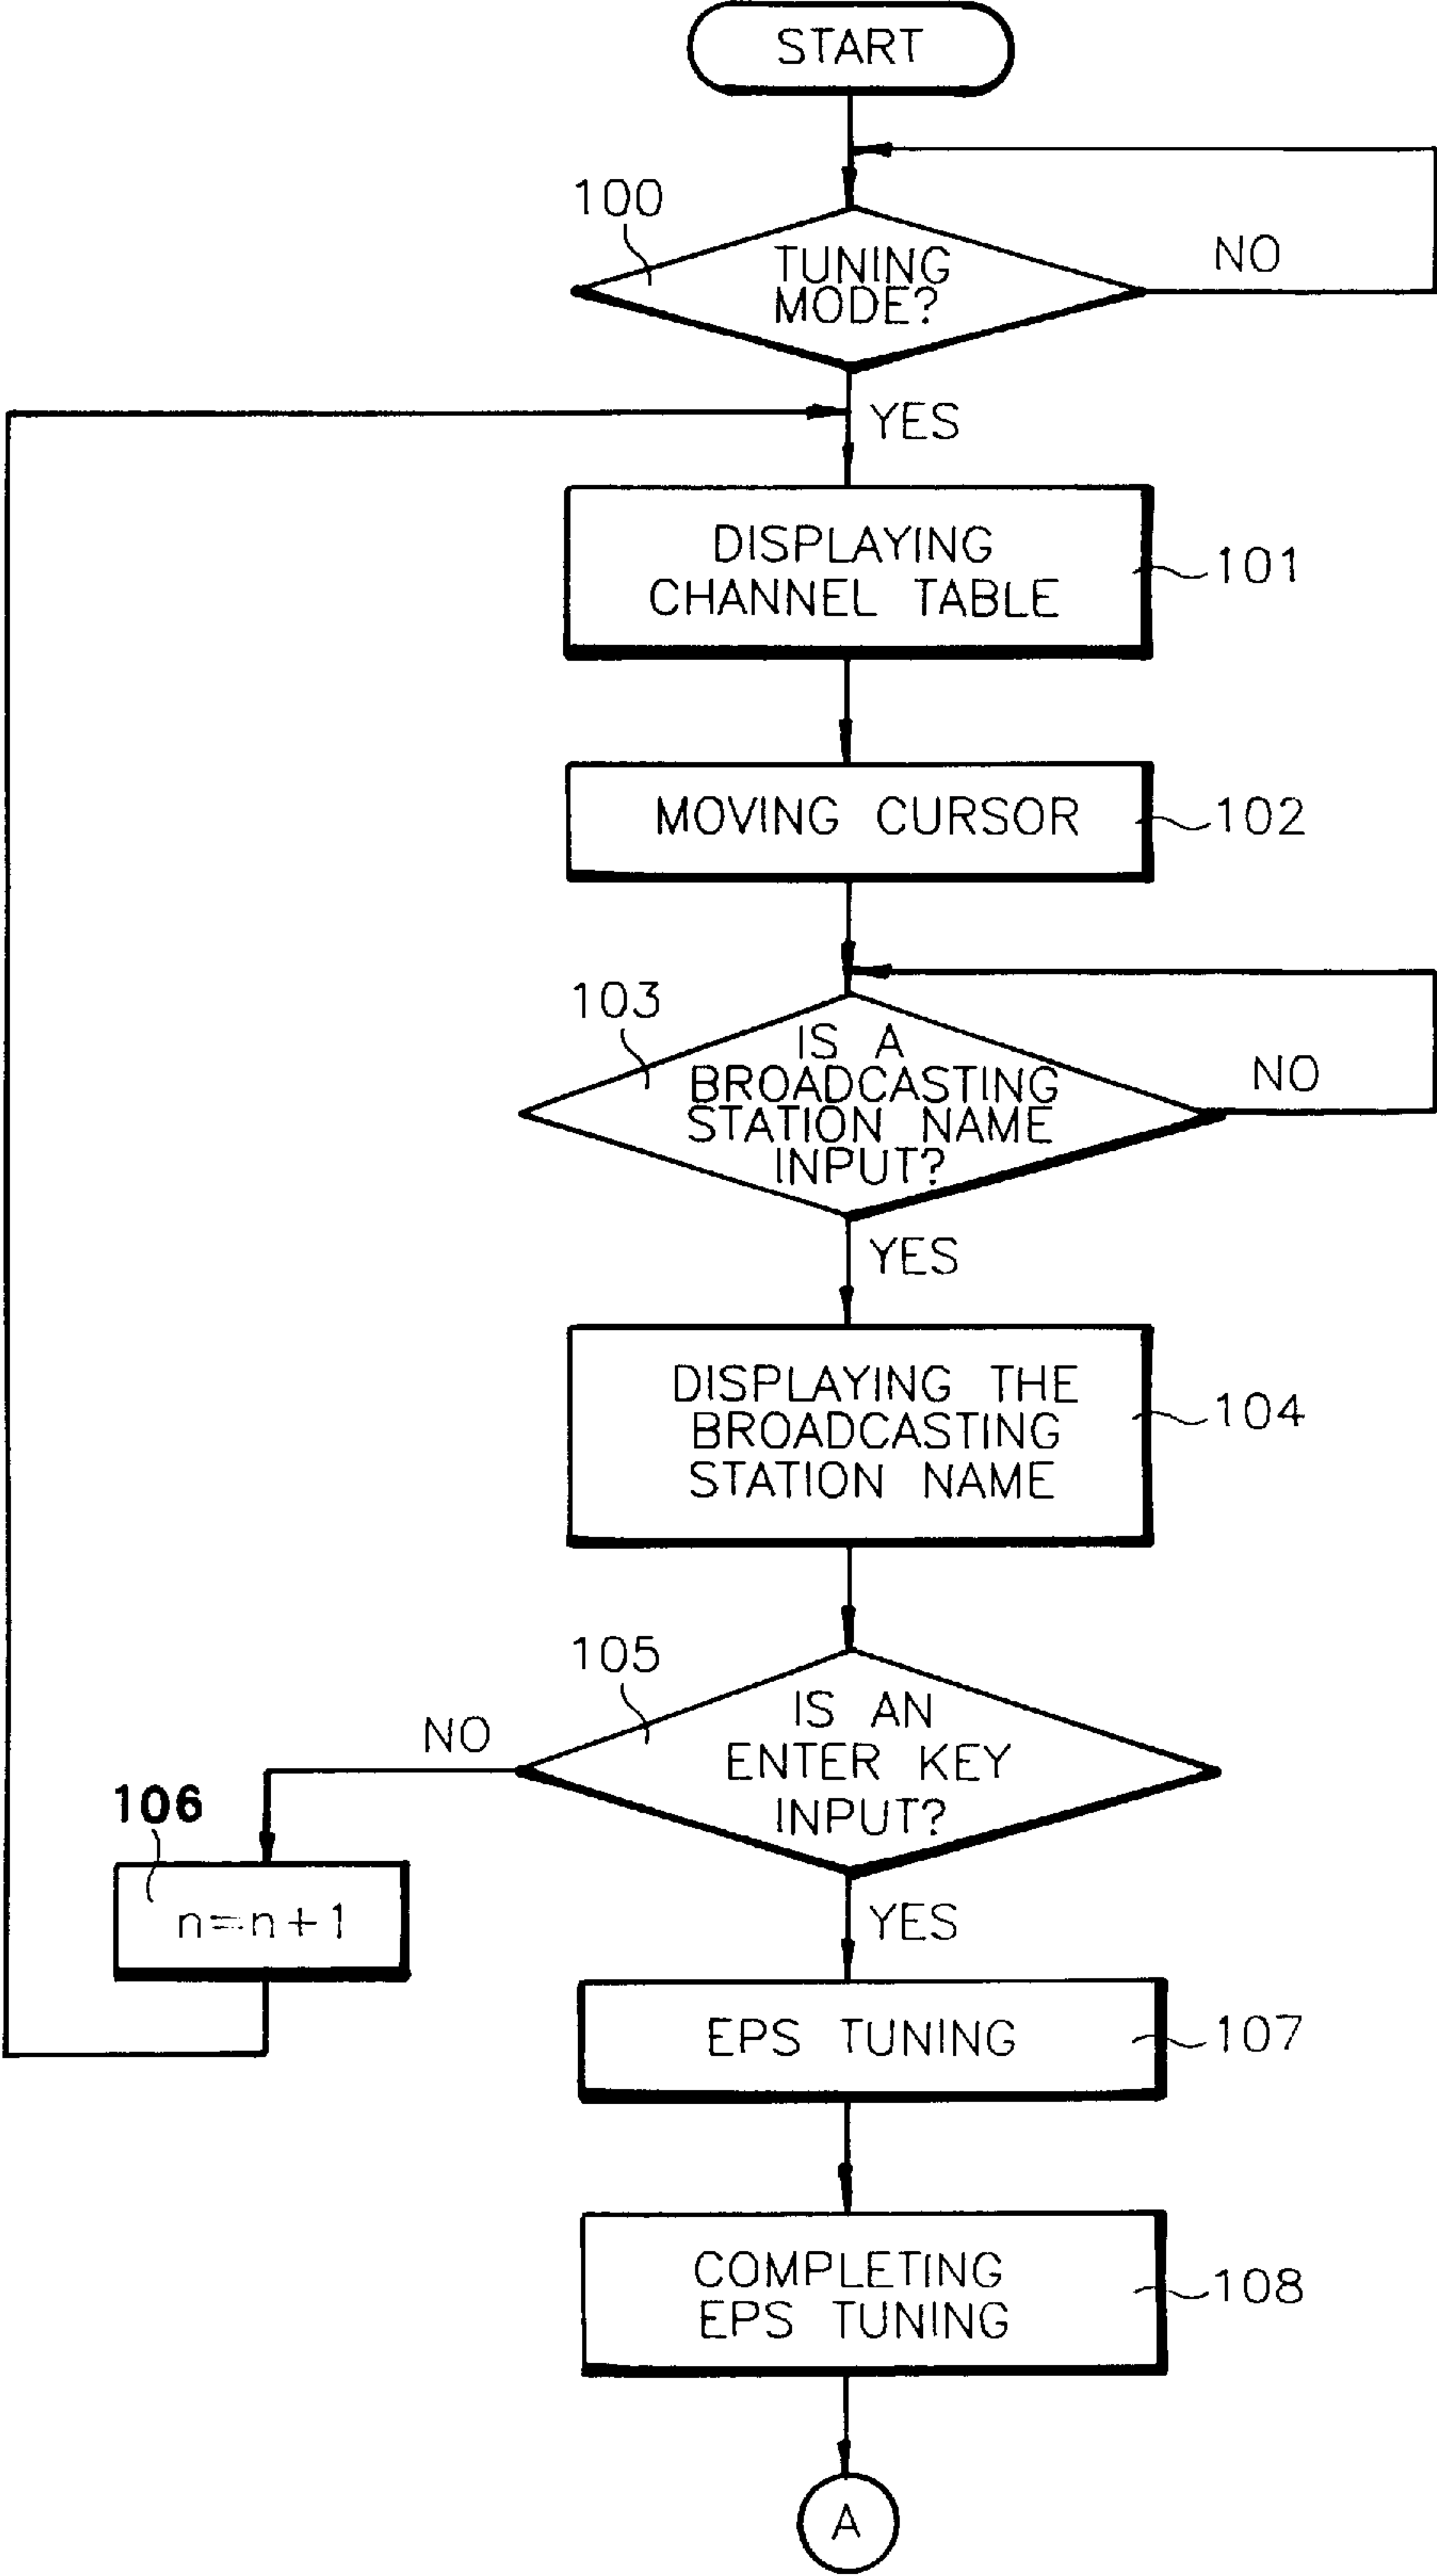 START
100
TUNING
MODE?
NO
YES
DISPLAYING
CHANNEL TABLE
101
MOVING CURSOR
102
103
IS A
BROADCASTING
STATION NAME
INPUT?
NO
YES
DISPLAYING THE
BROADCASTING
STATION NAME
104
105
IS AN
ENTER KEY
INPUT?
NO
106
n=n+1
YES
EPS TUNING
107
COMPLETING
EPS TUNING
108
A